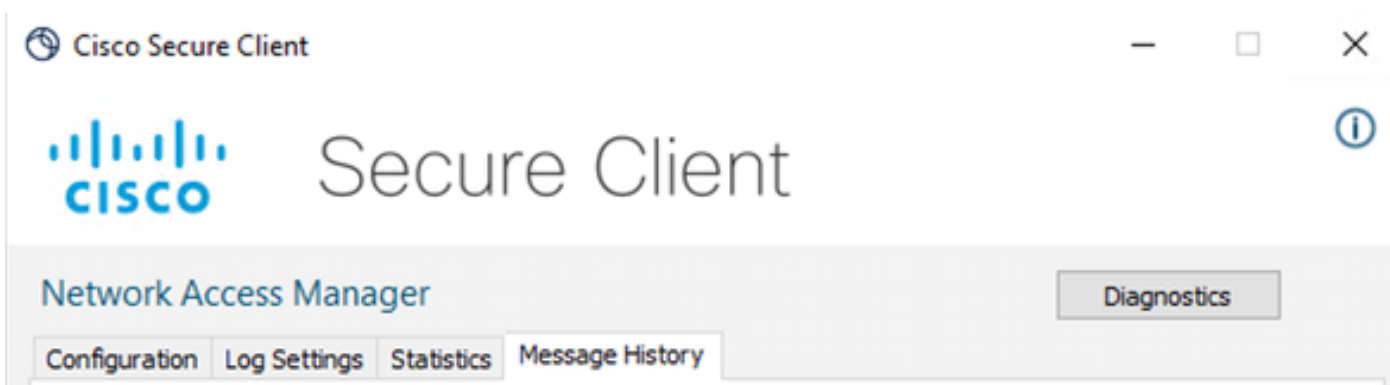 Cisco Secure Client
CISCO Secure Client
Network Access Manager Diagnostics
Configuration Log Settings Statistics Message History